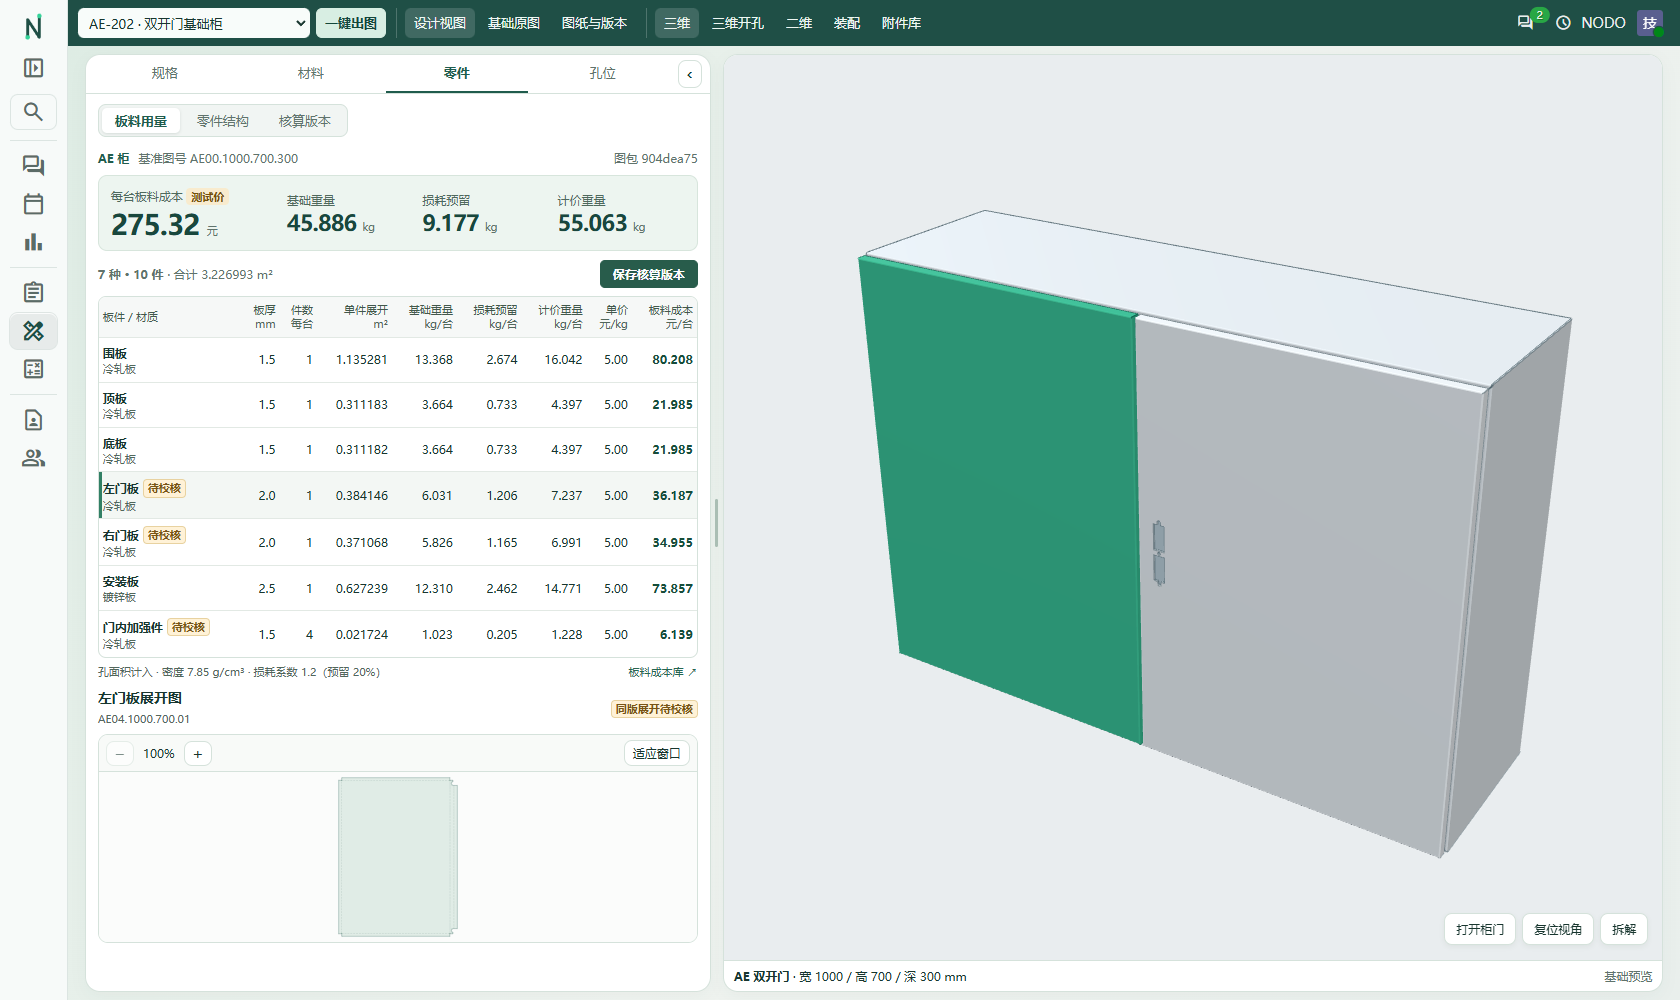 AE-202 · 双开门基础柜
一键出图
设计视图
基础原图
图纸与版本
三维
三维开孔
二维
装配
附件库
2
NODO
技
规格
材料
零件
孔位
板料用量
零件结构
核算版本
AE 柜 基准图号 AE00.1000.700.300
图包 904dea75
每台板料成本 测试价
275.32 元
基础重量
45.886 kg
损耗预留
9.177 kg
计价重量
55.063 kg
7 种 • 10 件 · 合计 3.226993 m²
保存核算版本
板件 / 材质 板厚 mm 件数 每台 单件展开 m² 基础重量 kg/台 损耗预留 kg/台 计价重量 kg/台 单价 元/kg 板料成本 元/台
围板 冷轧板 1.5 1 1.135281 13.368 2.674 16.042 5.00 80.208
顶板 冷轧板 1.5 1 0.311183 3.664 0.733 4.397 5.00 21.985
底板 冷轧板 1.5 1 0.311182 3.664 0.733 4.397 5.00 21.985
左门板 待校核 冷轧板 2.0 1 0.384146 6.031 1.206 7.237 5.00 36.187
右门板 待校核 冷轧板 2.0 1 0.371068 5.826 1.165 6.991 5.00 34.955
安装板 镀锌板 2.5 1 0.627239 12.310 2.462 14.771 5.00 73.857
门内加强件 待校核 冷轧板 1.5 4 0.021724 1.023 0.205 1.228 5.00 6.139
孔面积计入 · 密度 7.85 g/cm³ · 损耗系数 1.2（预留 20%）
板料成本库 ↗
左门板展开图
AE04.1000.700.01
同版展开待校核
− 100% +
适应窗口
打开柜门
复位视角
拆解
AE 双开门 · 宽 1000 / 高 700 / 深 300 mm
基础预览